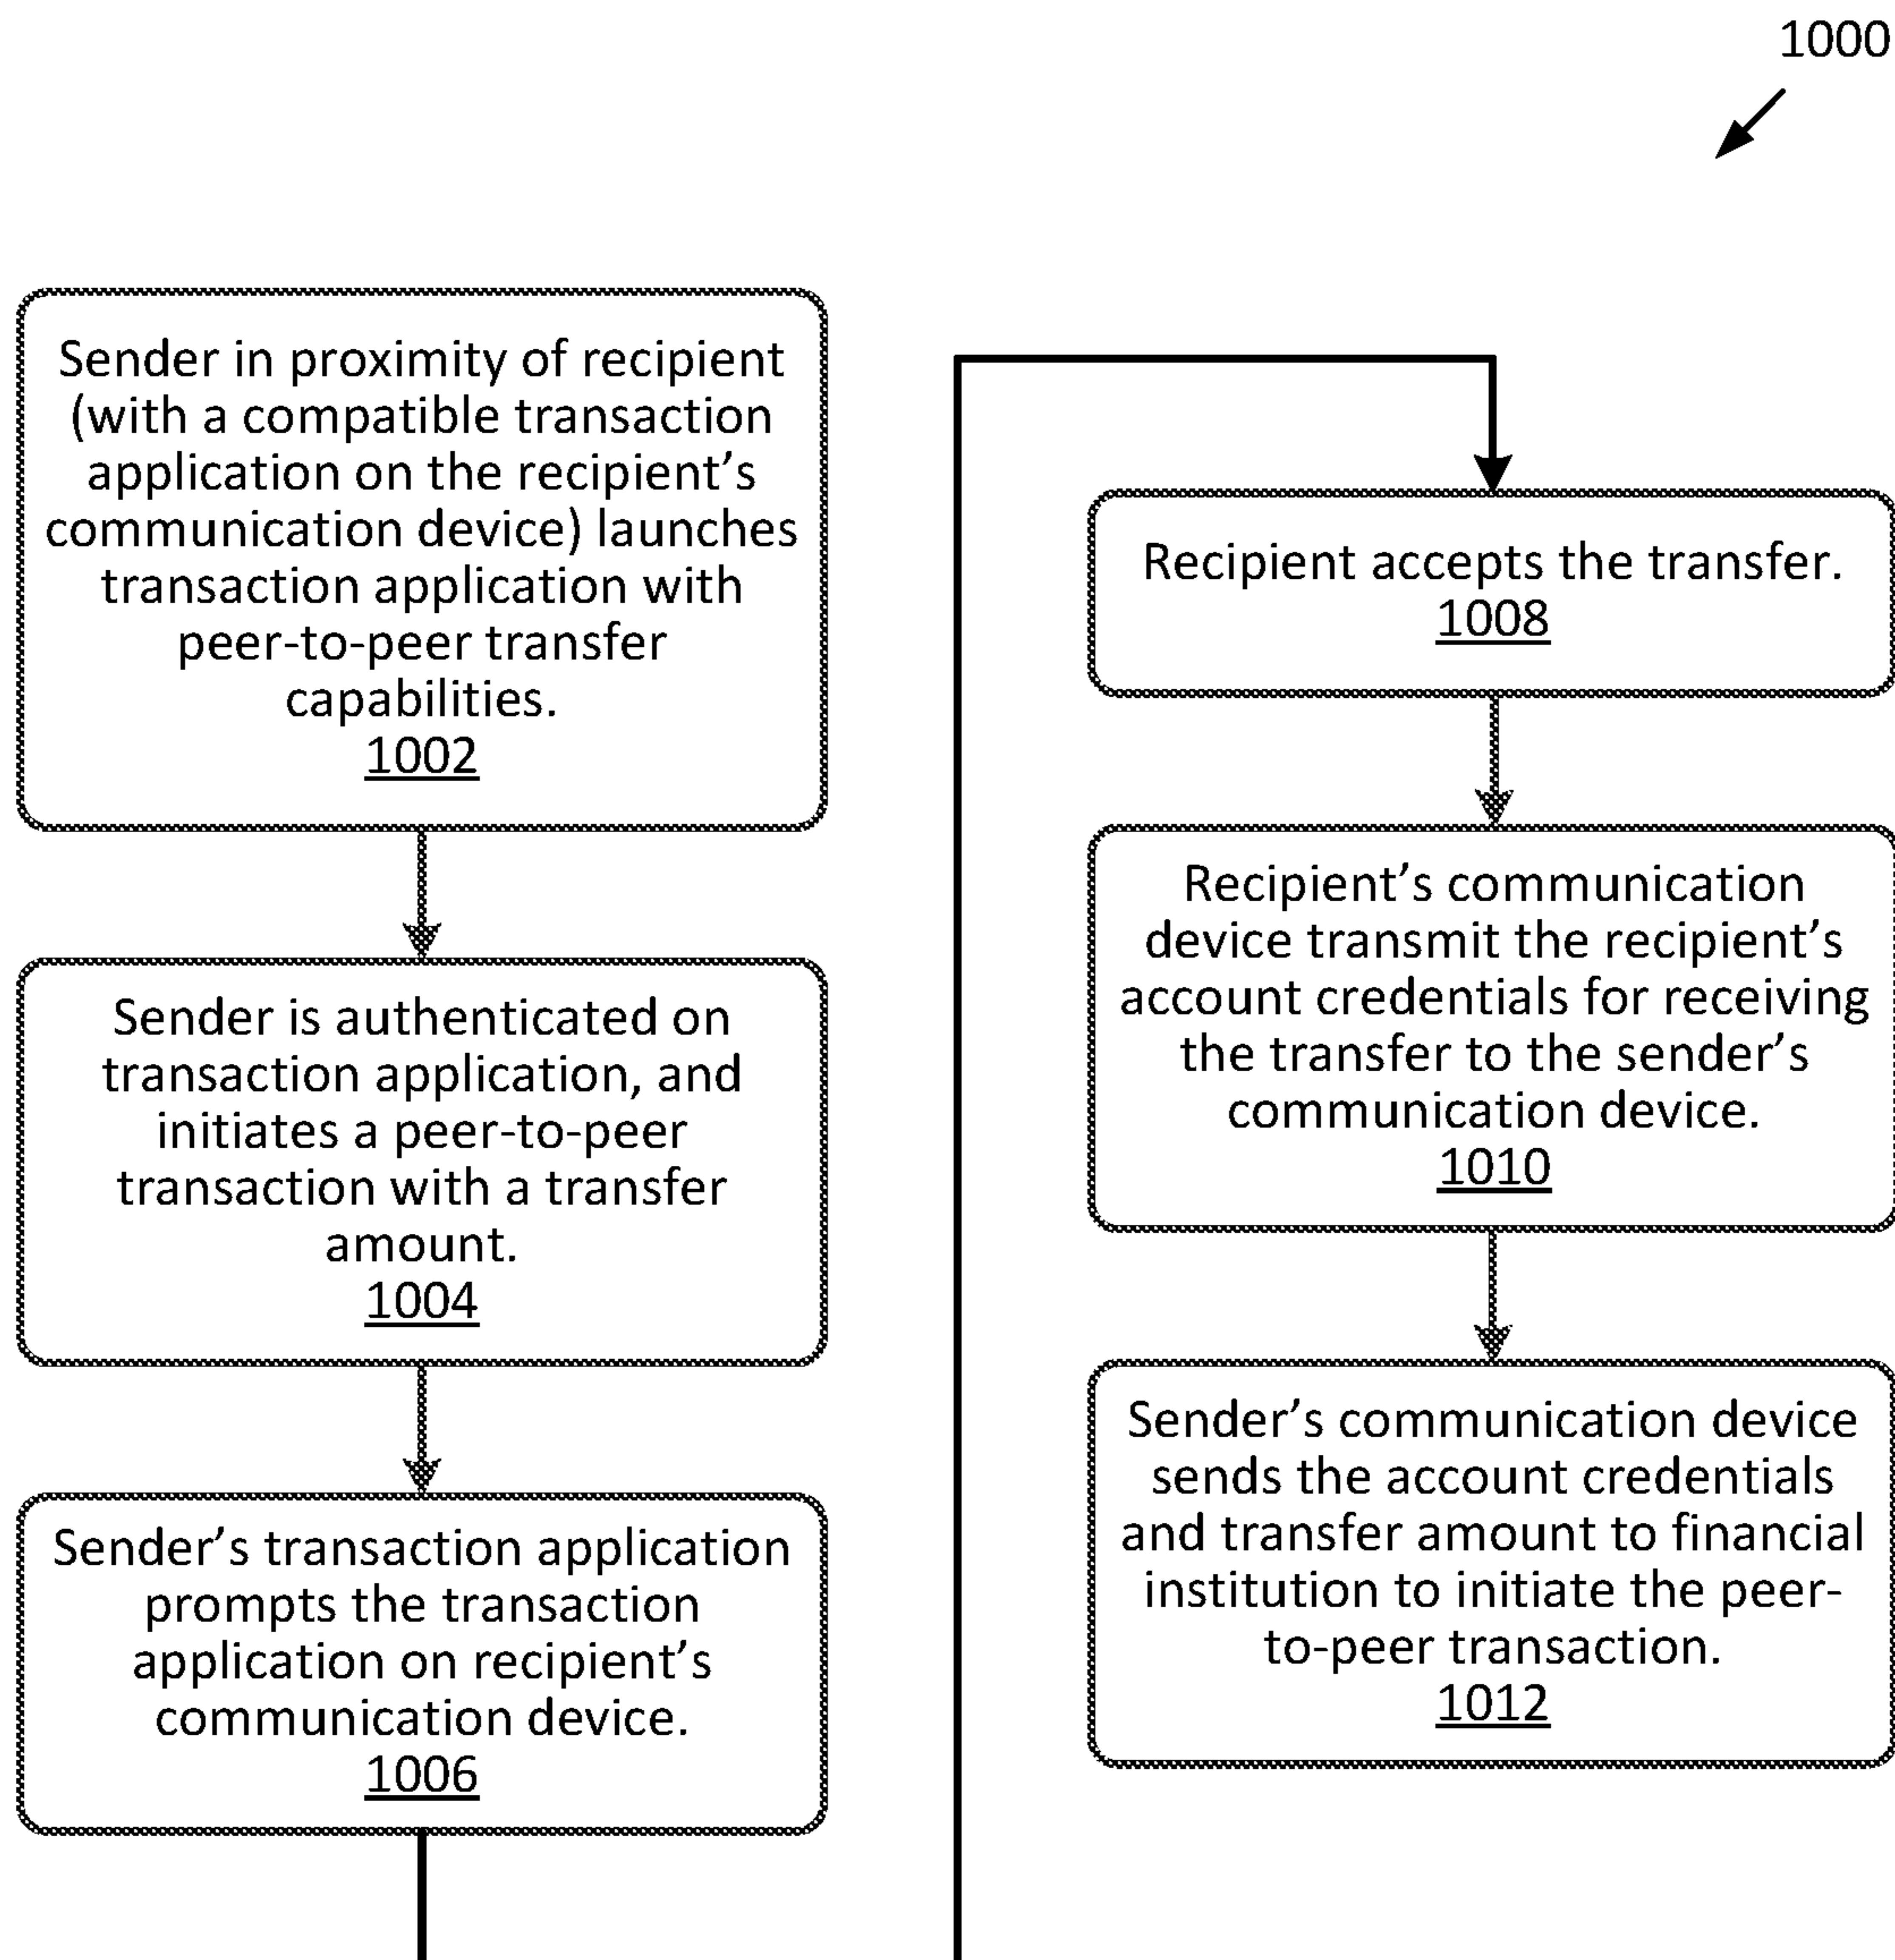 1000
Sender in proximity of recipient
(with a compatible transaction
application on the recipient’s
communication device) launches
transaction application with
peer-to-peer transfer
capabilities.
1002
Sender is authenticated on
transaction application, and
initiates a peer-to-peer
transaction with a transfer
amount.
1004
Sender’s transaction application
prompts the transaction
application on recipient’s
communication device.
1006
Recipient accepts the transfer.
1008
Recipient’s communication
device transmit the recipient’s
account credentials for receiving
the transfer to the sender’s
communication device.
1010
Sender’s communication device
sends the account credentials
and transfer amount to financial
institution to initiate the peer-
to-peer transaction.
1012